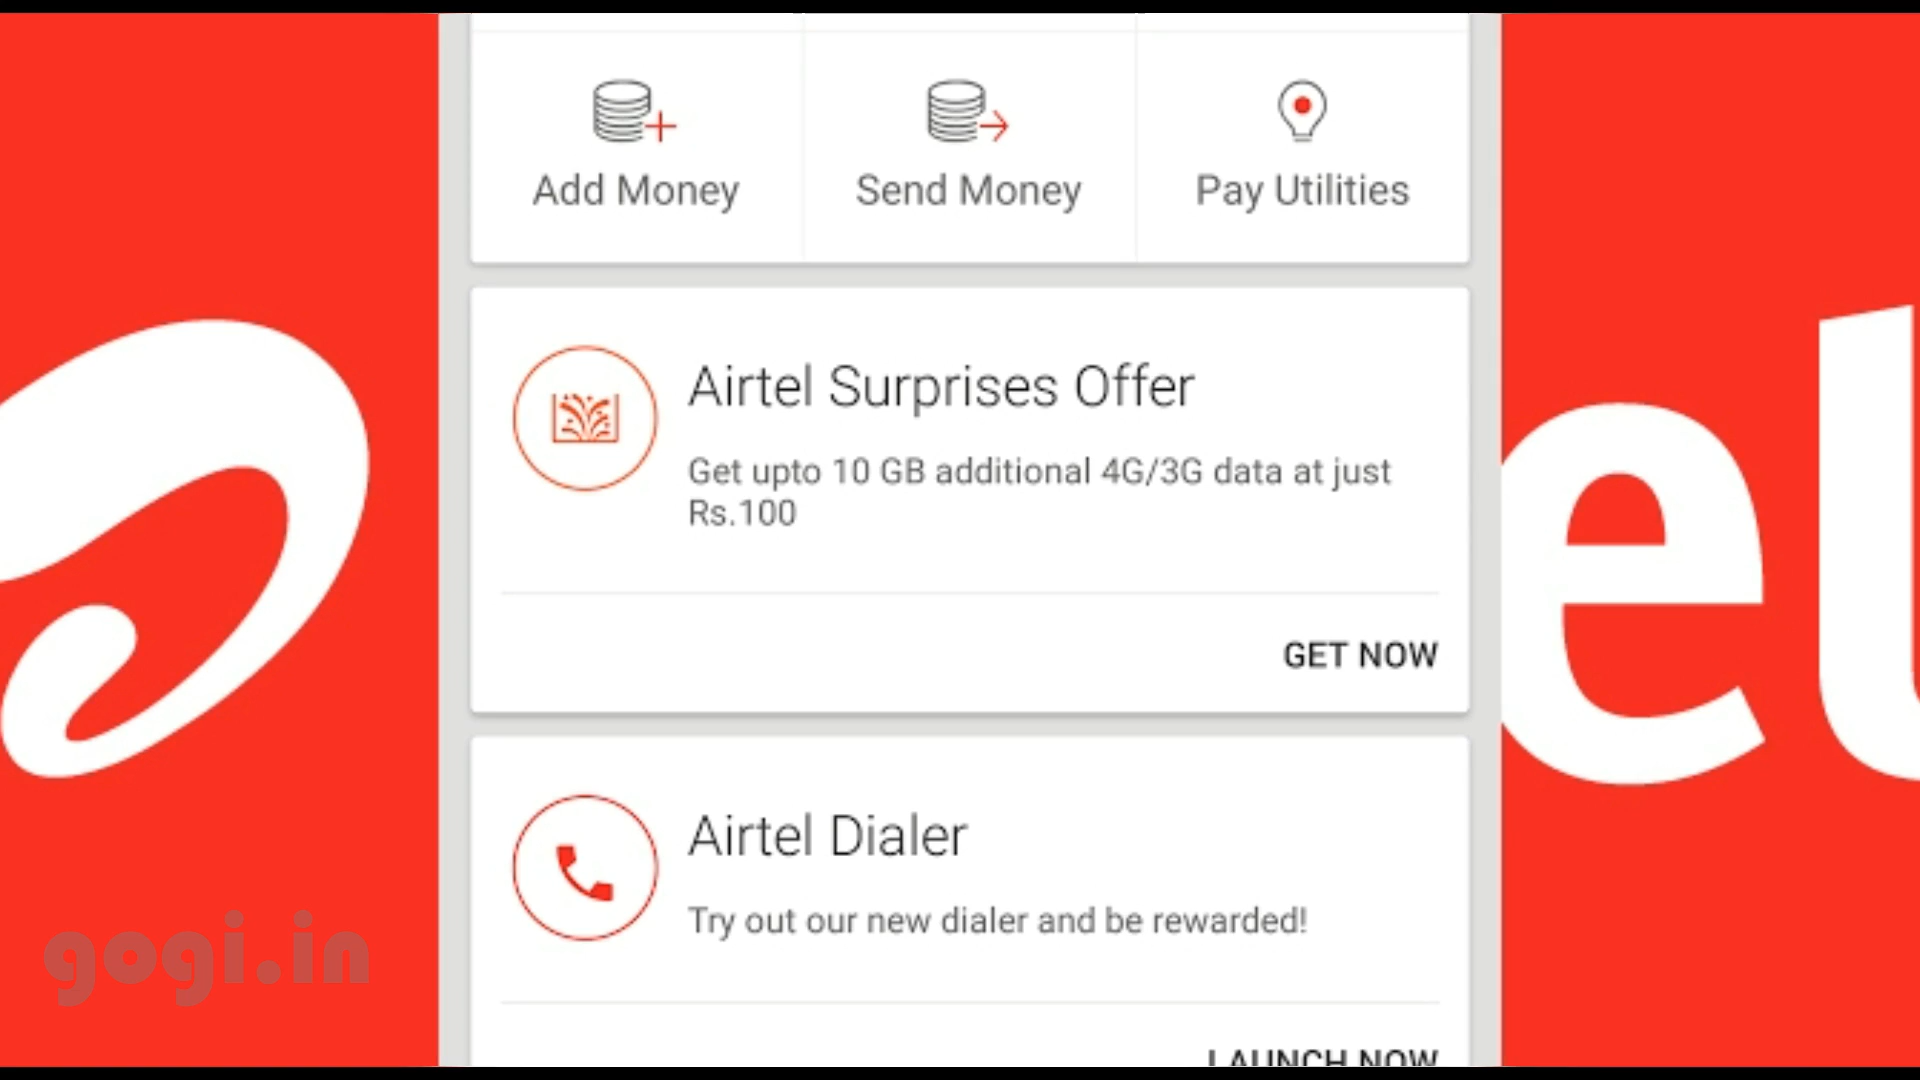 Add Money
Send Money
Pay Utilities
Airtel Surprises Offer
Get upto 10 GB additional 4G/3G data at just
Rs.100
GET NOW
Airtel Dialer
Try out our new dialer and be rewarded!
LAUNCH NOW
el
gogi.in